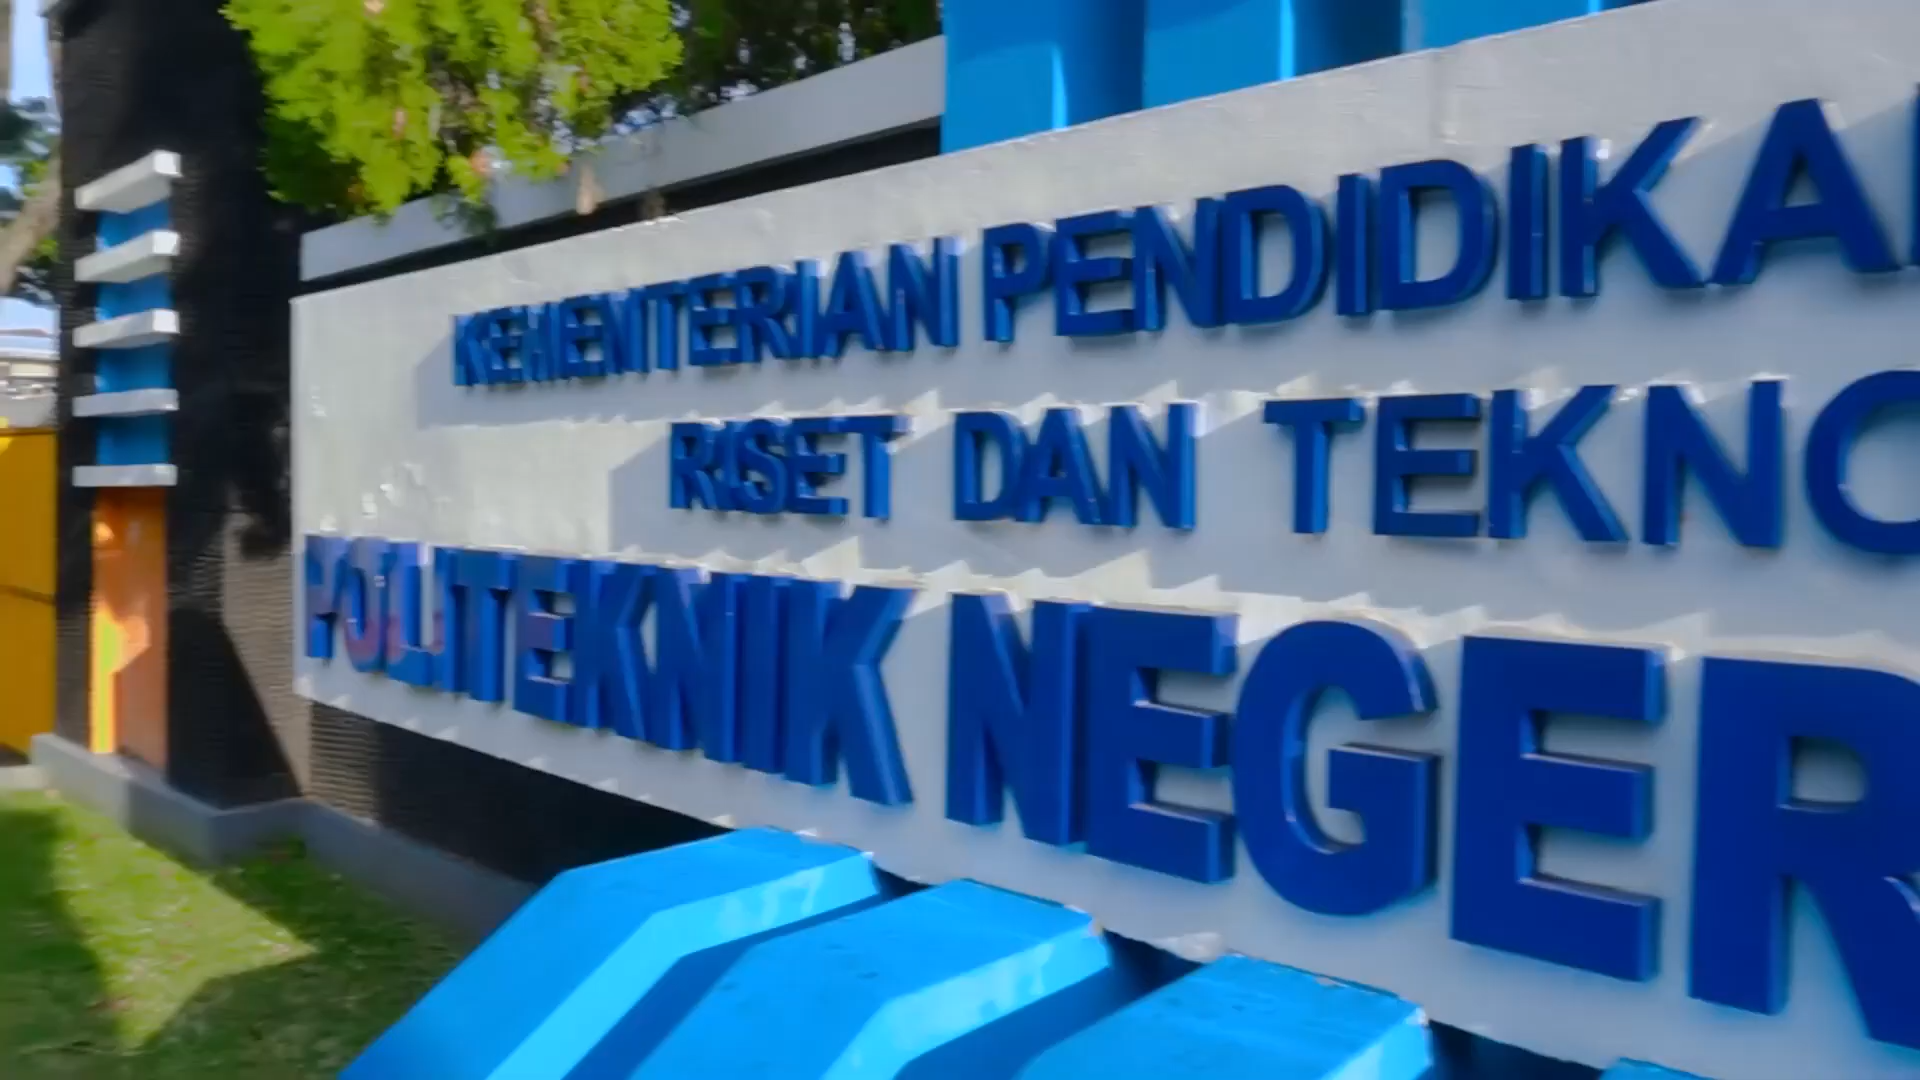 KEMENTERIAN PENDIDIKA
RISET DAN TEKNO
POLITEKNIK NEGER